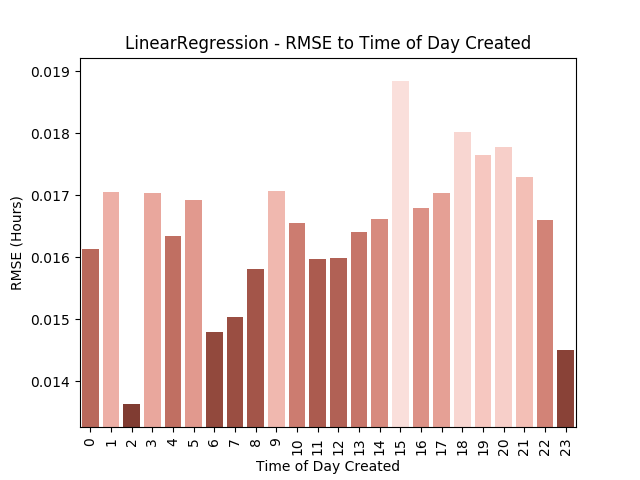 LinearRegression - RMSE to Time of Day Created
0.019
0.018
0.017
0.016
0.015
0.014
RMSE (Hours)
0 1 2 3 4 5 6 7 8 9 10 11 12 13 14 15 16 17 18 19 20 21 22 23
Time of Day Created